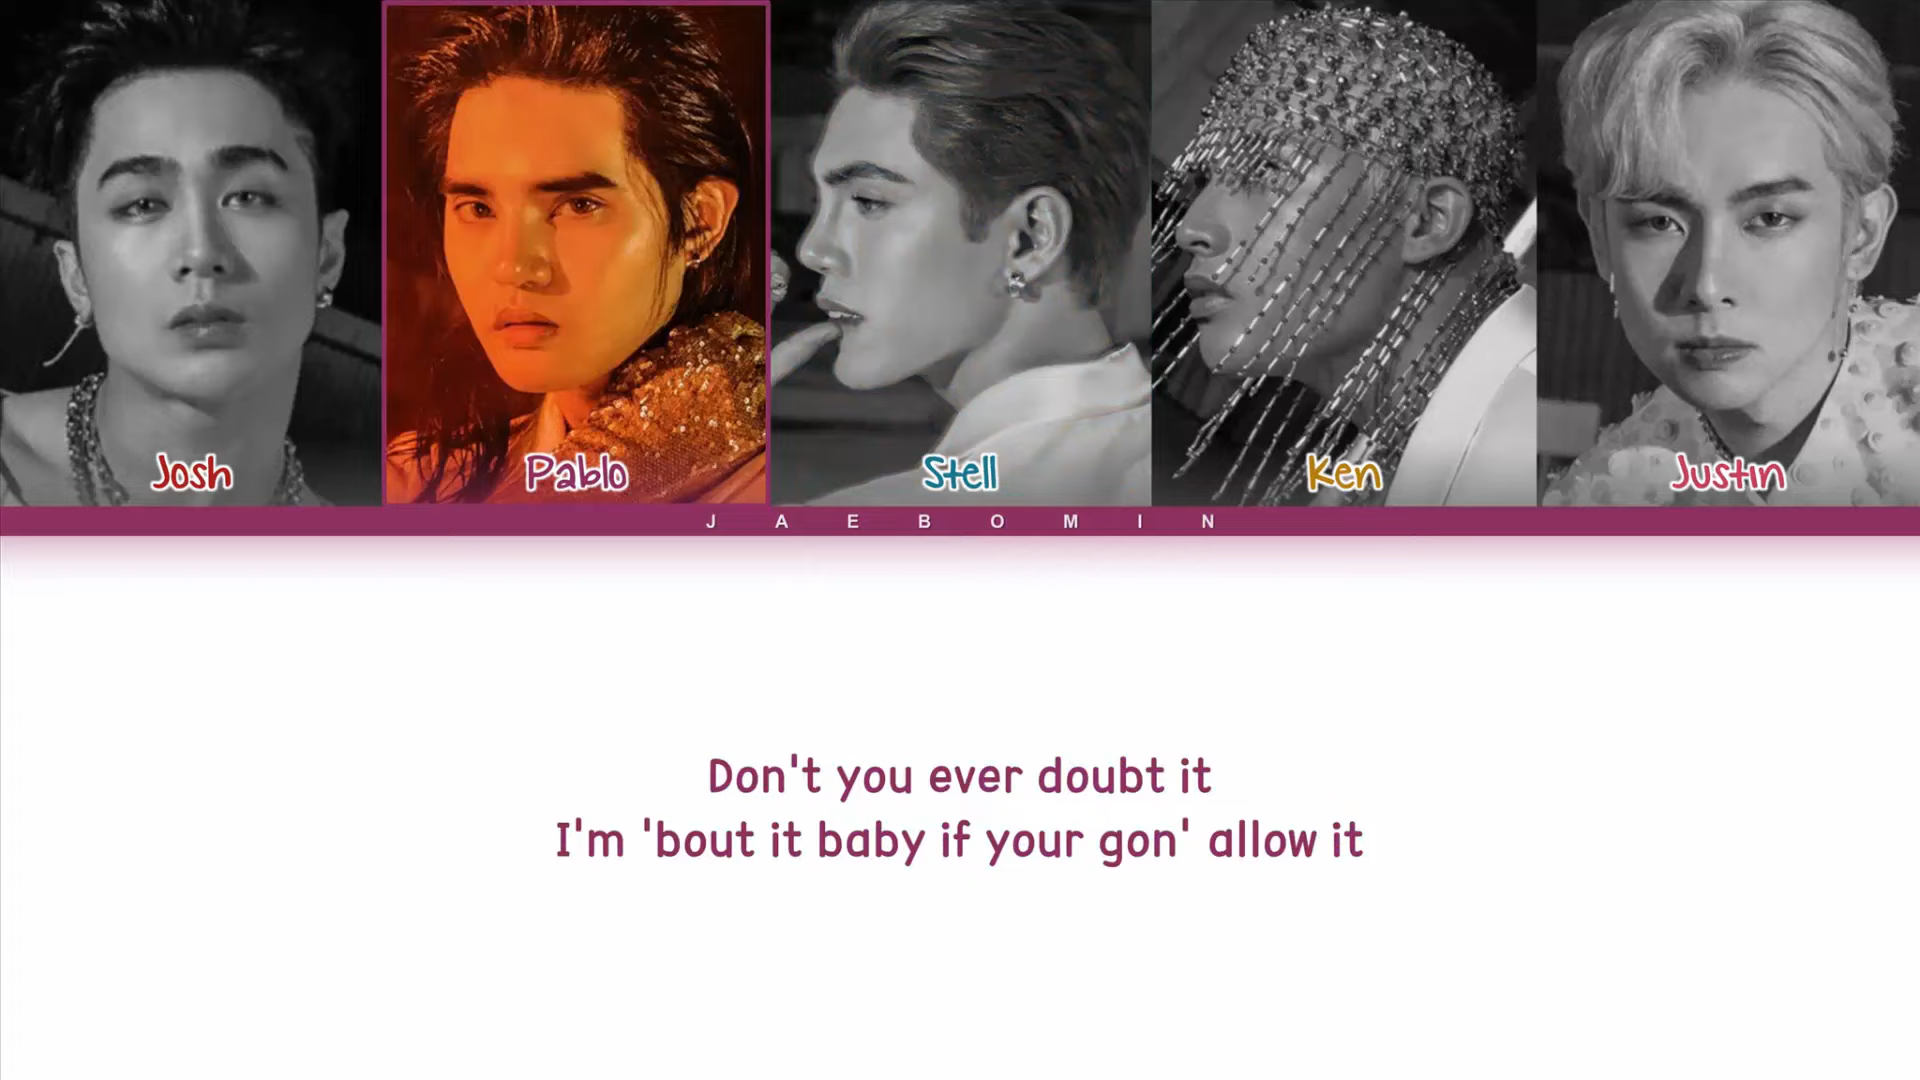 Josh
Pablo
Stell
Ken
Justin
J A E B O M I N
Don't you ever doubt it
I'm 'bout it baby if your gon' allow it